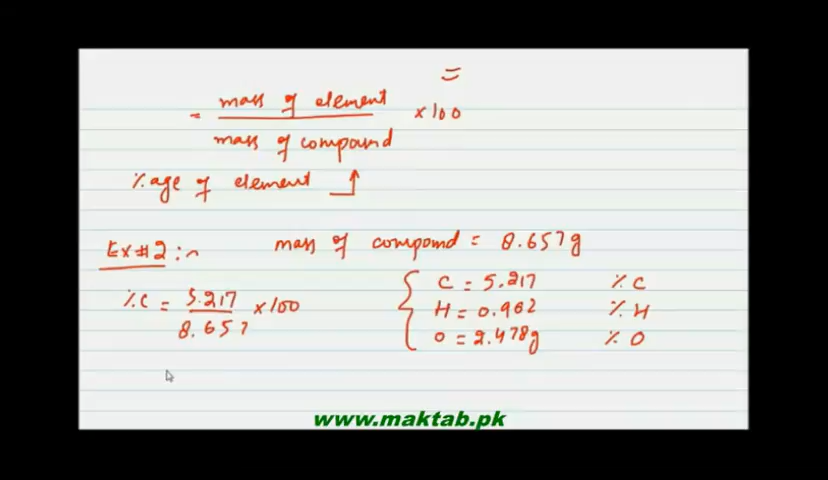 =
= mass of element / mass of compound × 100
%age of element
Ex#2 :~ mass of compound = 8.657g
%C = 5.217 / 8.657 × 100
C = 5.217 %C
H = 0.962 %H
O = 2.478g %O
www.maktab.pk